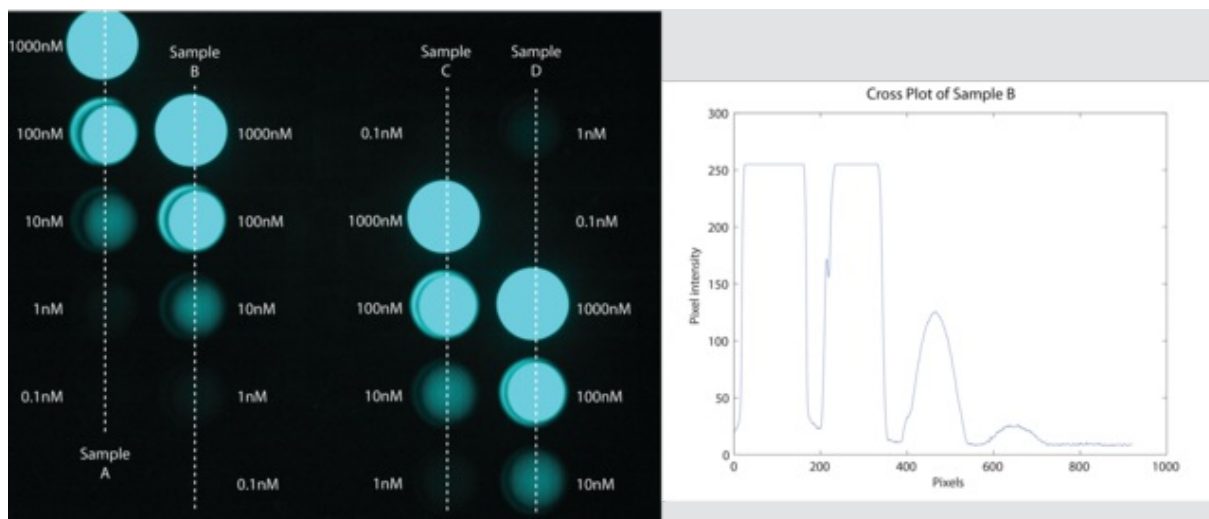 1000nM
Sample
B
Sample
C
Sample
D
100nM
1000nM
0.1nM
1nM
10nM
100nM
1000nM
0.1nM
1nM
10nM
100nM
1000nM
0.1nM
1nM
10nM
100nM
Sample
A
0.1nM
1nM
10nM
Cross Plot of Sample B
300
250
200
150
100
50
0
Pixel intensity
0
200
400
600
800
1000
Pixels